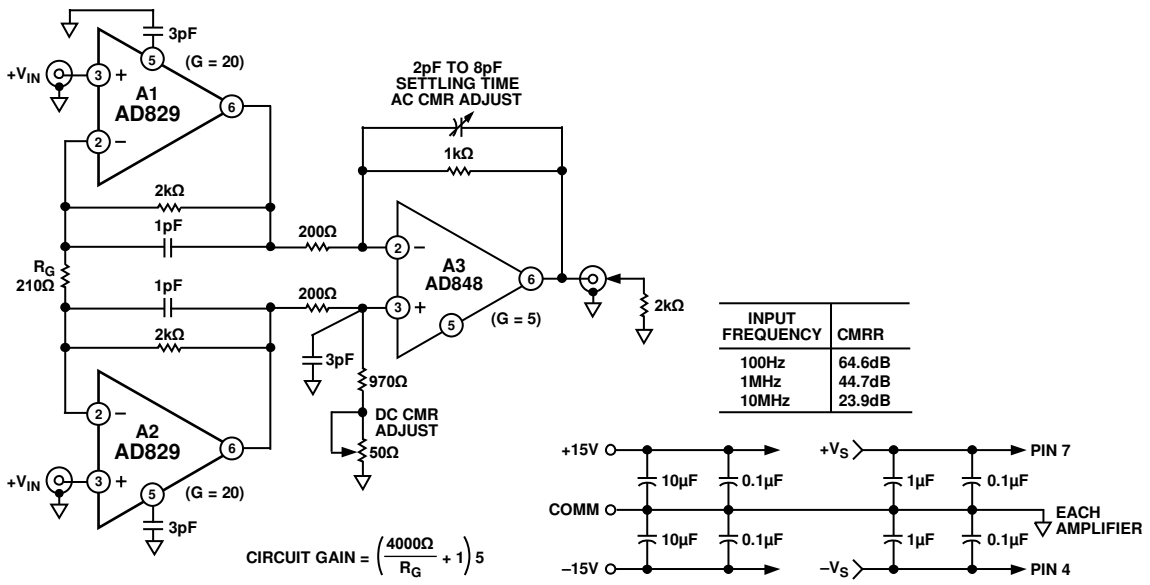 3pF
5
(G = 20)
+VIN
3
+
A1
AD829
6
2
–
2kΩ
1pF
RG
210Ω
1pF
2kΩ
2
–
A2
AD829
6
+VIN
3
+
5
(G = 20)
3pF
200Ω
200Ω
2pF TO 8pF
SETTLING TIME
AC CMR ADJUST
1kΩ
2
–
A3
AD848
6
3
+
5
(G = 5)
2kΩ
3pF
970Ω
DC CMR
ADJUST
50Ω
CIRCUIT GAIN = (4000Ω/RG + 1) 5
INPUT
FREQUENCY CMRR
100Hz 64.6dB
1MHz 44.7dB
10MHz 23.9dB
+15V
10µF 0.1µF
COMM
10µF 0.1µF
–15V
+VS PIN 7
1µF 0.1µF
EACH
AMPLIFIER
1µF 0.1µF
–VS PIN 4